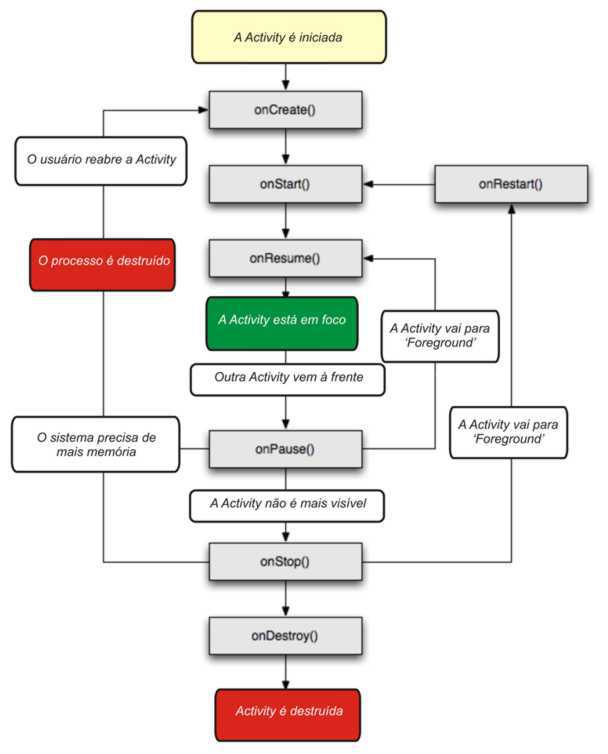 A Activity é iniciada
onCreate()
O usuário reabre a Activity
onStart()
onRestart()
O processo é destruído
onResume()
A Activity está em foco
A Activity vai para
‘Foreground’
Outra Activity vem à frente
A Activity vai para
‘Foreground’
O sistema precisa de
mais memória
onPause()
A Activity não é mais visível
onStop()
onDestroy()
Activity é destruída